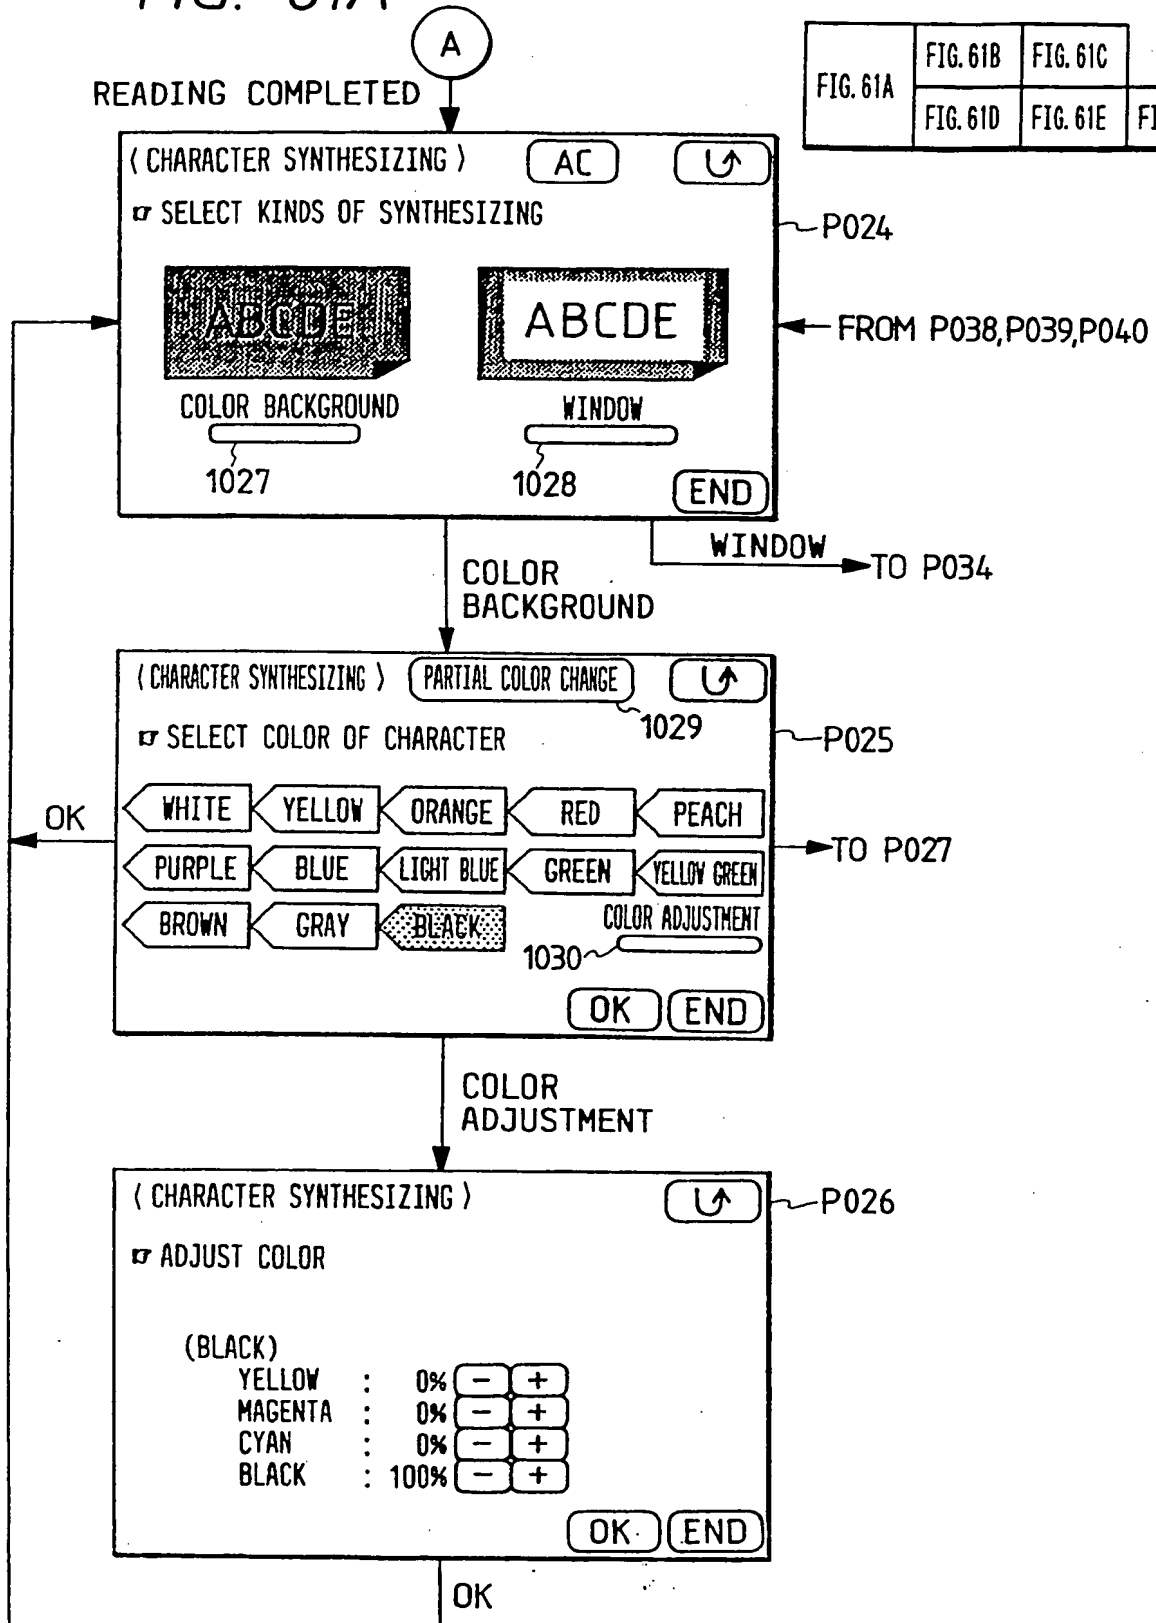 FIG. 61A
A
READING COMPLETED
FIG. 61A
FIG. 61B
FIG. 61C
FIG. 61D
FIG. 61E
⟨CHARACTER SYNTHESIZING⟩
AC
☞ SELECT KINDS OF SYNTHESIZING
P024
ABCDE
ABCDE
FROM P038,P039,P040
COLOR BACKGROUND
WINDOW
1027
1028
END
WINDOW
TO P034
COLOR
BACKGROUND
⟨CHARACTER SYNTHESIZING⟩
PARTIAL COLOR CHANGE
1029
☞ SELECT COLOR OF CHARACTER
P025
WHITE YELLOW ORANGE RED PEACH
OK
TO P027
PURPLE BLUE LIGHT BLUE GREEN YELLOW GREEN
BROWN GRAY BLACK
COLOR ADJUSTMENT
1030
OK END
COLOR
ADJUSTMENT
⟨CHARACTER SYNTHESIZING⟩
P026
☞ ADJUST COLOR
(BLACK)
YELLOW : 0% − +
MAGENTA : 0% − +
CYAN : 0% − +
BLACK : 100% − +
OK END
OK